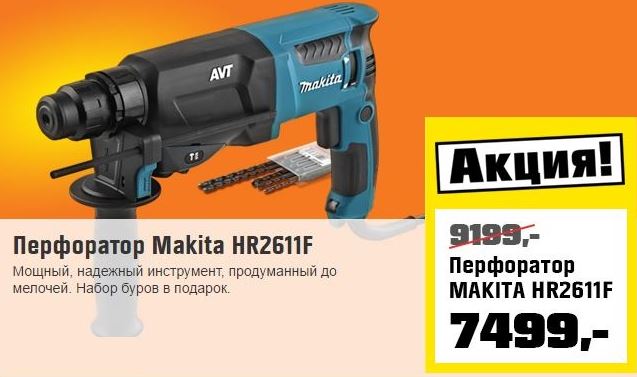 AVT
makita
Перфоратор Makita HR2611F
Мощный, надежный инструмент, продуманный до
мелочей. Набор буров в подарок.
Акция!
9199,-
Перфоратор
MAKITA HR2611F
7499,-